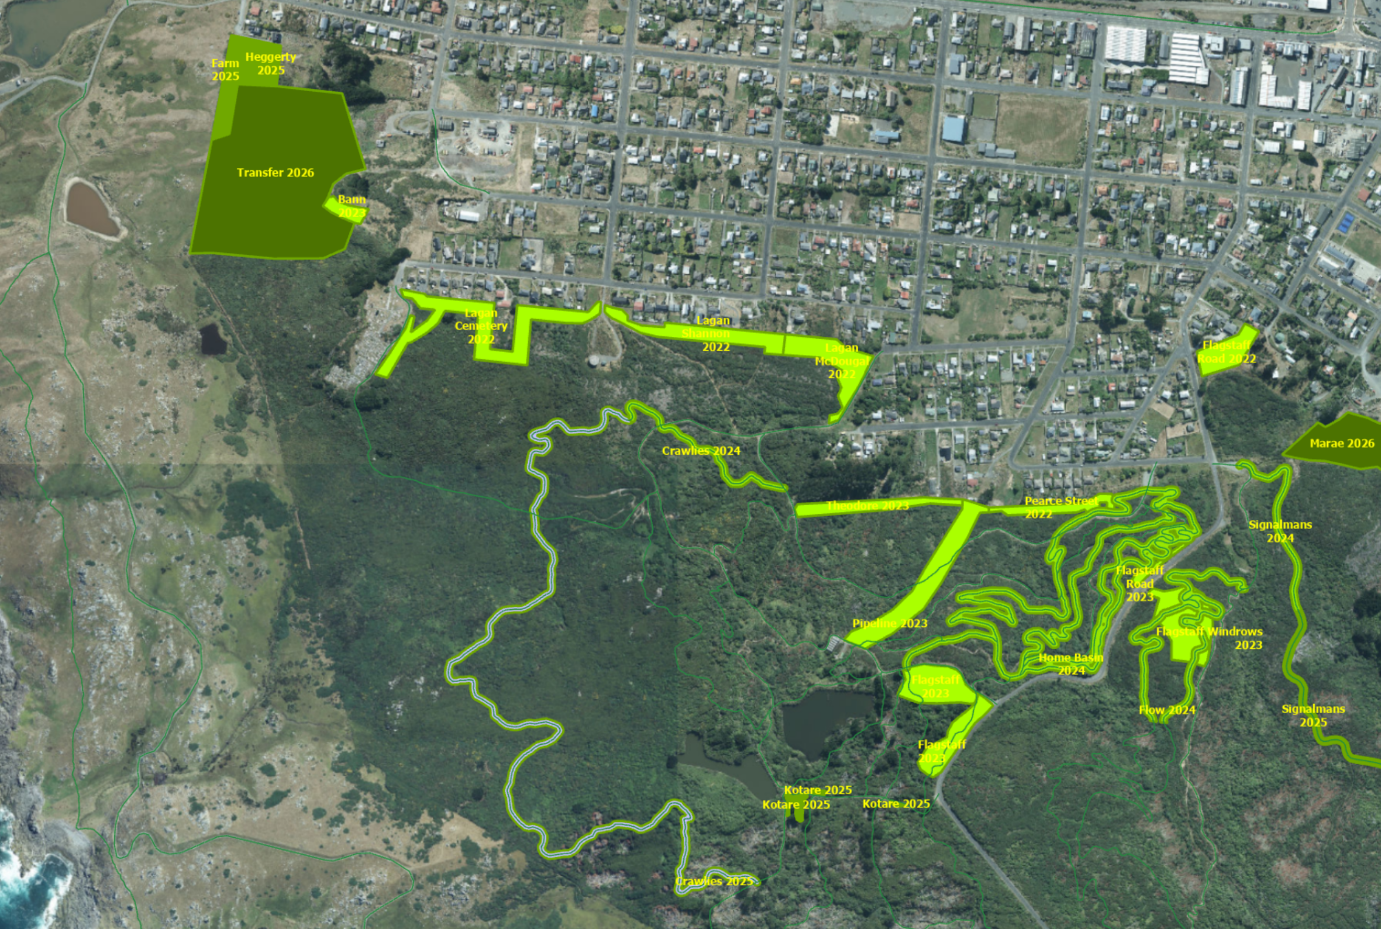 Farm
2025
Heggerty
2025
Transfer 2026
Bann
2023
Lagan
Cemetery
2022
Lagan
Shannon
2022
Lagan
McDougal
2022
Flagstaff
Road 2022
Marae 2026
Crawlies 2024
Theodore 2023
Pearce Street
2022
Signalmans
2024
Flagstaff
Road
2023
Pipeline 2023
Flagstaff Windrows
2023
Home Basin
2024
Flagstaff
2023
Flow 2024
Signalmans
2025
Flagstaff
2023
Kotare 2025
Kotare 2025
Kotare 2025
Crawlies 2025